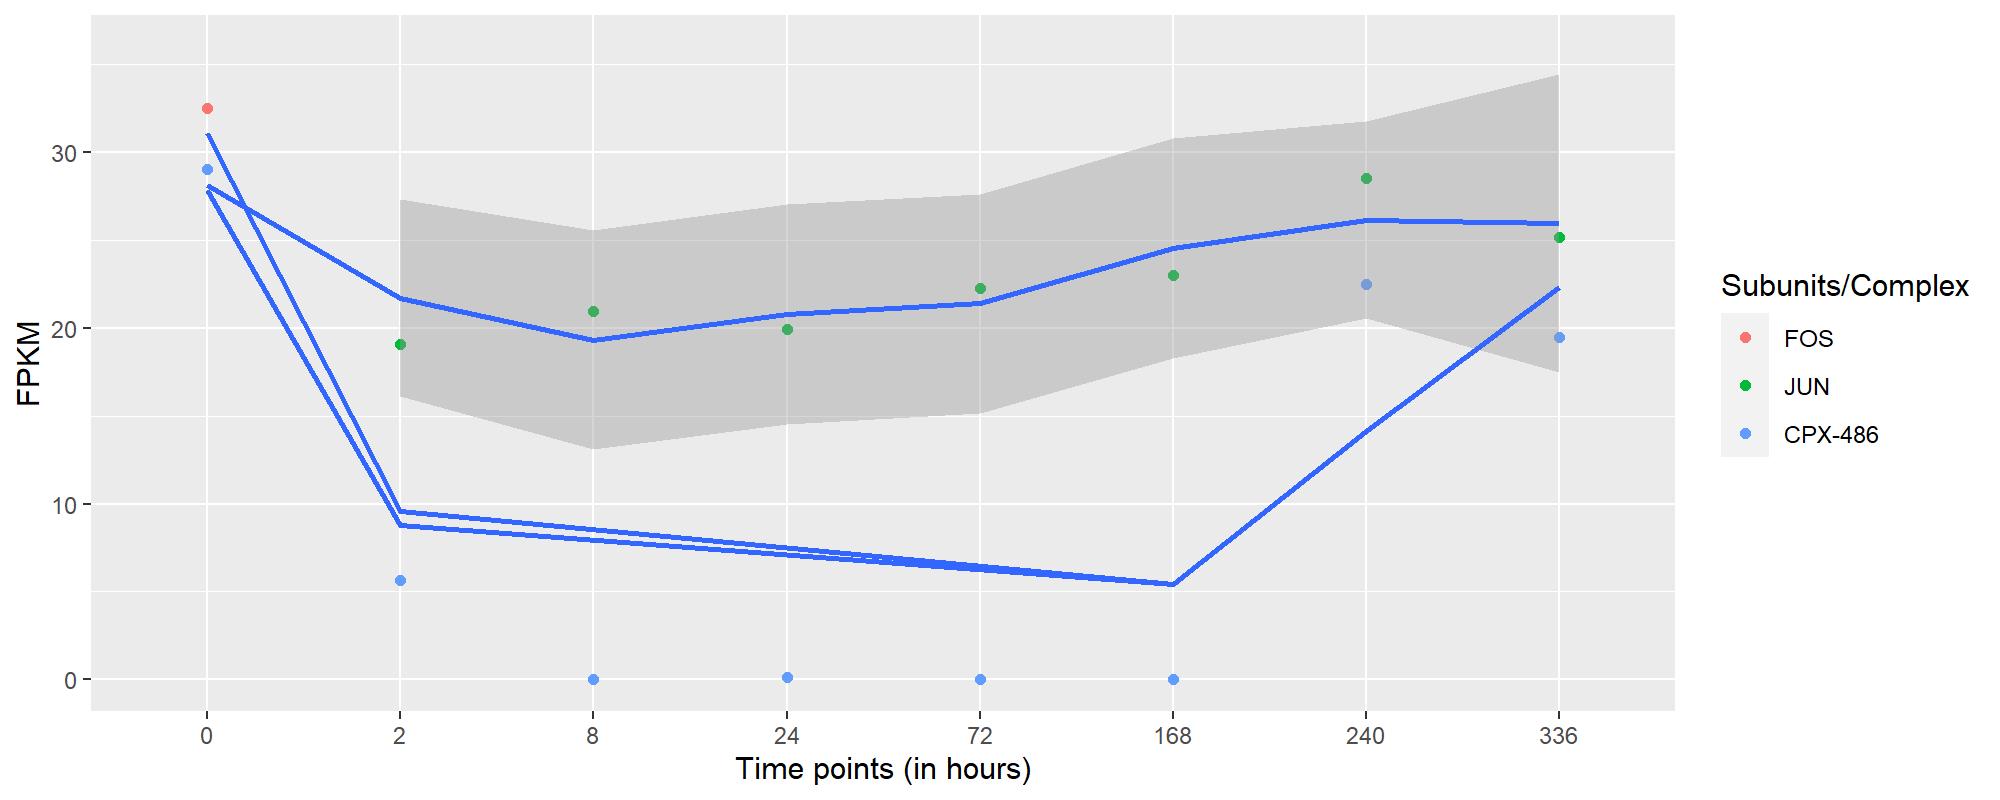 30
20
10
0
FPKM
0 2 8 24 72 168 240 336
Time points (in hours)
Subunits/Complex
FOS
JUN
CPX-486